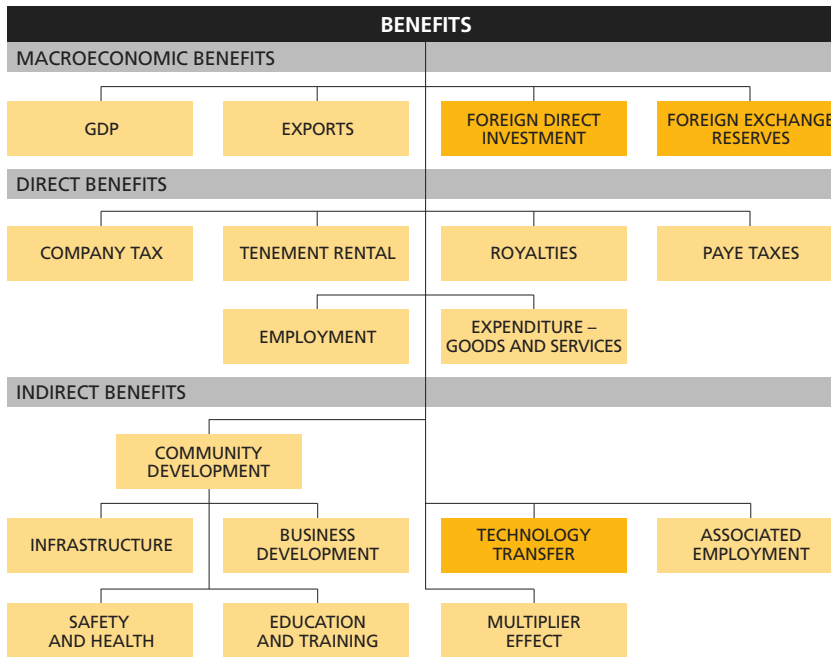 BENEFITS
MACROECONOMIC BENEFITS
GDP
EXPORTS
FOREIGN DIRECT
INVESTMENT
FOREIGN EXCHANGE
RESERVES
DIRECT BENEFITS
COMPANY TAX
TENEMENT RENTAL
ROYALTIES
PAYE TAXES
EMPLOYMENT
EXPENDITURE –
GOODS AND SERVICES
INDIRECT BENEFITS
COMMUNITY
DEVELOPMENT
INFRASTRUCTURE
BUSINESS
DEVELOPMENT
TECHNOLOGY
TRANSFER
ASSOCIATED
EMPLOYMENT
SAFETY
AND HEALTH
EDUCATION
AND TRAINING
MULTIPLIER
EFFECT